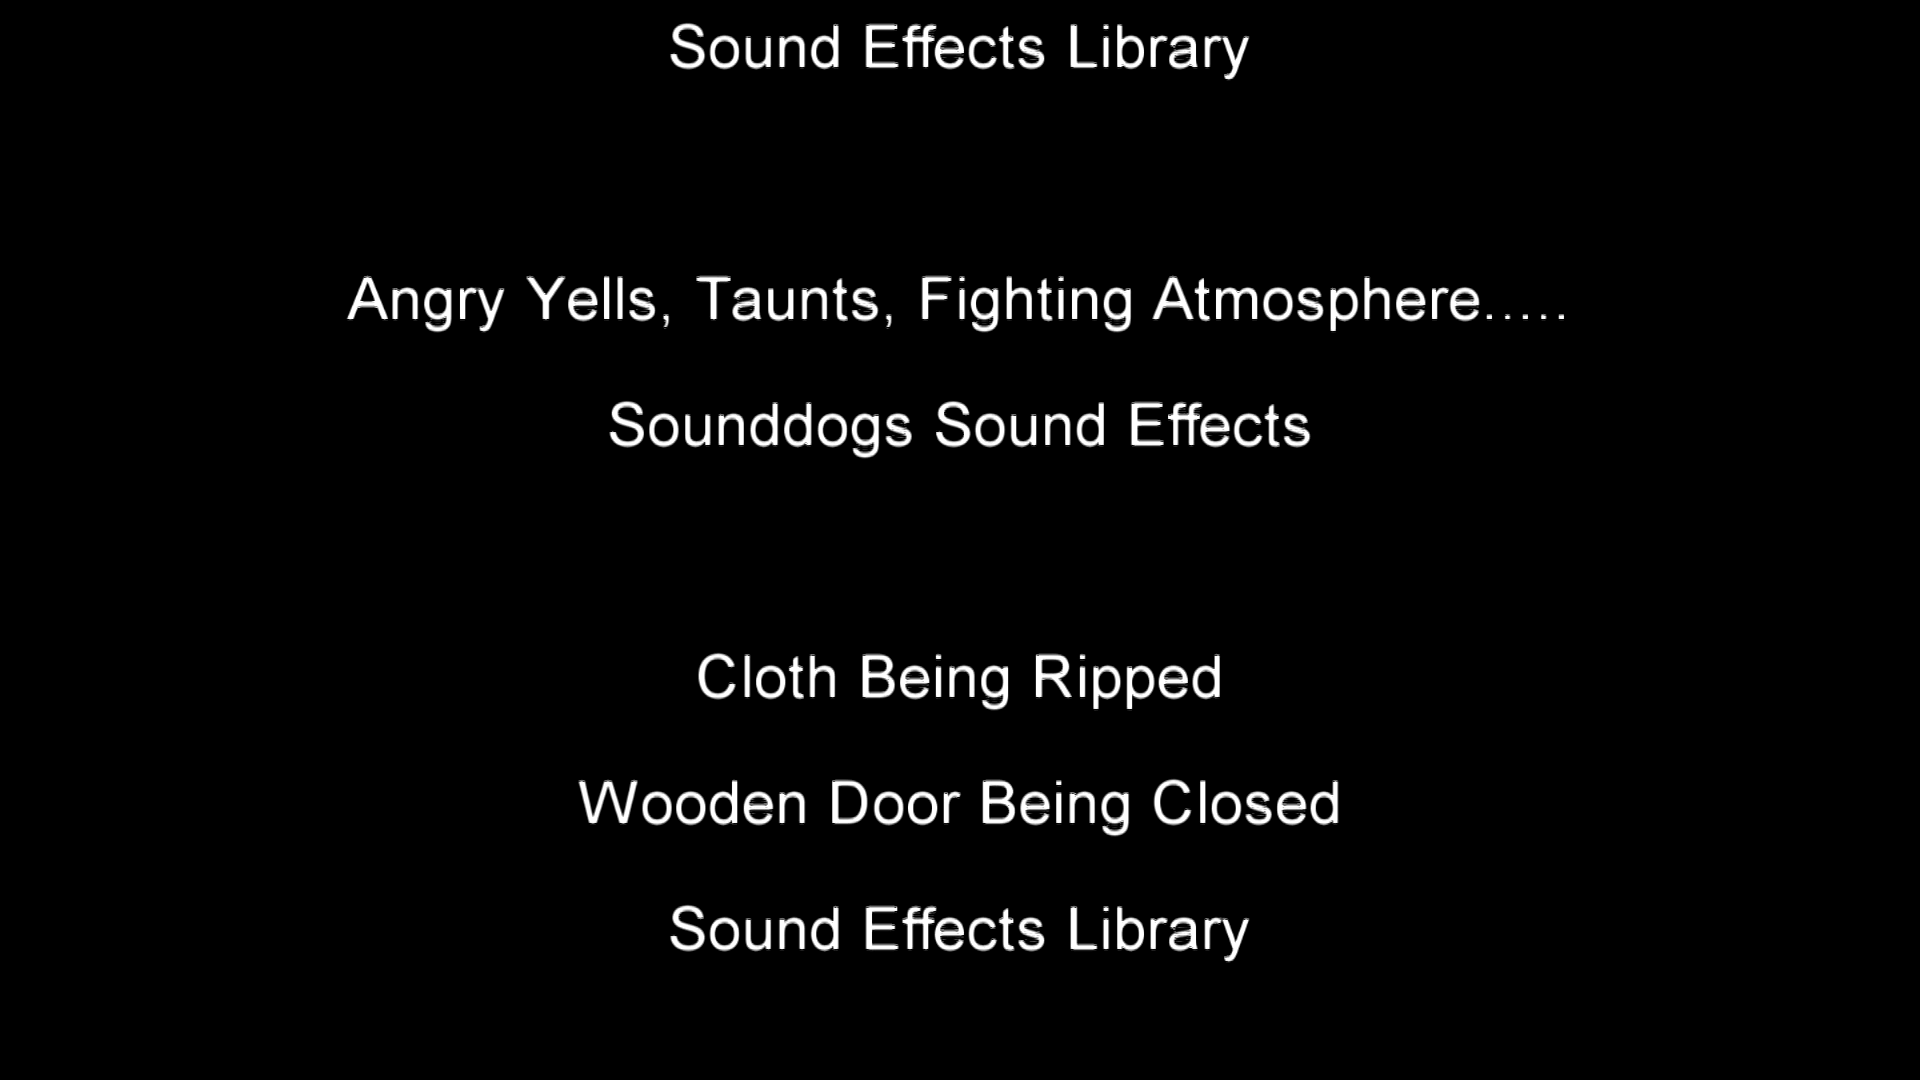 Sound Effects Library
Angry Yells, Taunts, Fighting Atmosphere.....
Sounddogs Sound Effects
Cloth Being Ripped
Wooden Door Being Closed
Sound Effects Library